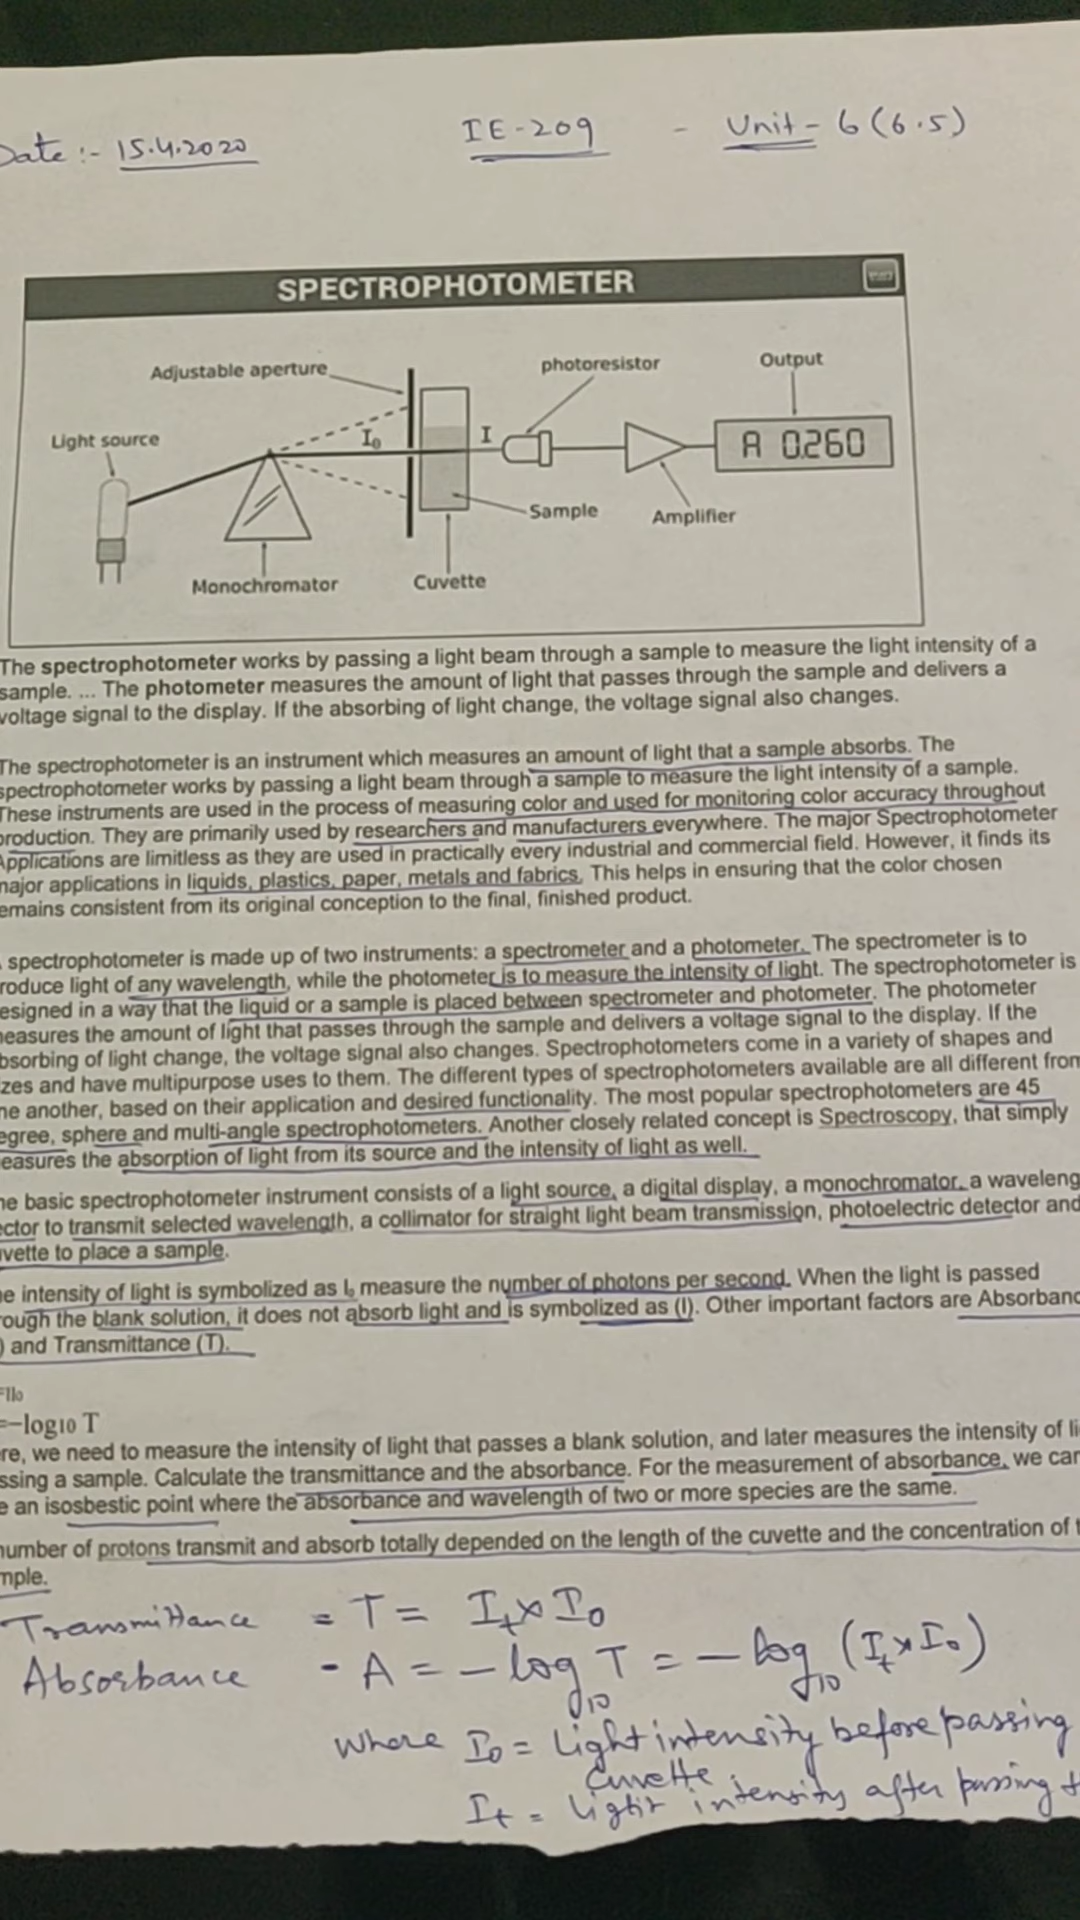 Date :- 15.4.2020 IE-209 - Unit - 6 (6.5)
SPECTROPHOTOMETER
Adjustable aperture
photoresistor
Output
Light source
I₀
I
A 0.260
Sample
Amplifier
Monochromator
Cuvette
The spectrophotometer works by passing a light beam through a sample to measure the light intensity of a
sample. ... The photometer measures the amount of light that passes through the sample and delivers a
voltage signal to the display. If the absorbing of light change, the voltage signal also changes.
The spectrophotometer is an instrument which measures an amount of light that a sample absorbs. The
spectrophotometer works by passing a light beam through a sample to measure the light intensity of a sample.
These instruments are used in the process of measuring color and used for monitoring color accuracy throughout
production. They are primarily used by researchers and manufacturers everywhere. The major Spectrophotometer
Applications are limitless as they are used in practically every industrial and commercial field. However, it finds its
major applications in liquids, plastics, paper, metals and fabrics. This helps in ensuring that the color chosen
emains consistent from its original conception to the final, finished product.
spectrophotometer is made up of two instruments: a spectrometer and a photometer. The spectrometer is to
roduce light of any wavelength, while the photometer is to measure the intensity of light. The spectrophotometer is
esigned in a way that the liquid or a sample is placed between spectrometer and photometer. The photometer
easures the amount of light that passes through the sample and delivers a voltage signal to the display. If the
bsorbing of light change, the voltage signal also changes. Spectrophotometers come in a variety of shapes and
zes and have multipurpose uses to them. The different types of spectrophotometers available are all different from
ne another, based on their application and desired functionality. The most popular spectrophotometers are 45
egree, sphere and multi-angle spectrophotometers. Another closely related concept is Spectroscopy, that simply
easures the absorption of light from its source and the intensity of light as well.
he basic spectrophotometer instrument consists of a light source, a digital display, a monochromator, a waveleng
ector to transmit selected wavelength, a collimator for straight light beam transmission, photoelectric detector and
uvette to place a sample.
he intensity of light is symbolized as I₀ measure the number of photons per second. When the light is passed
rough the blank solution, it does not absorb light and is symbolized as (I). Other important factors are Absorbanc
) and Transmittance (T).
=I/I₀
=−log10 T
re, we need to measure the intensity of light that passes a blank solution, and later measures the intensity of li
ssing a sample. Calculate the transmittance and the absorbance. For the measurement of absorbance, we can
e an isosbestic point where the absorbance and wavelength of two or more species are the same.
number of protons transmit and absorb totally depended on the length of the cuvette and the concentration of t
mple.
Transmittance = T = It x I₀
Absorbance - A = - log₁₀ T = - log₁₀ (It x I₀)
where I₀ = Light intensity before passing
cuvette
It = Light intensity after passing t